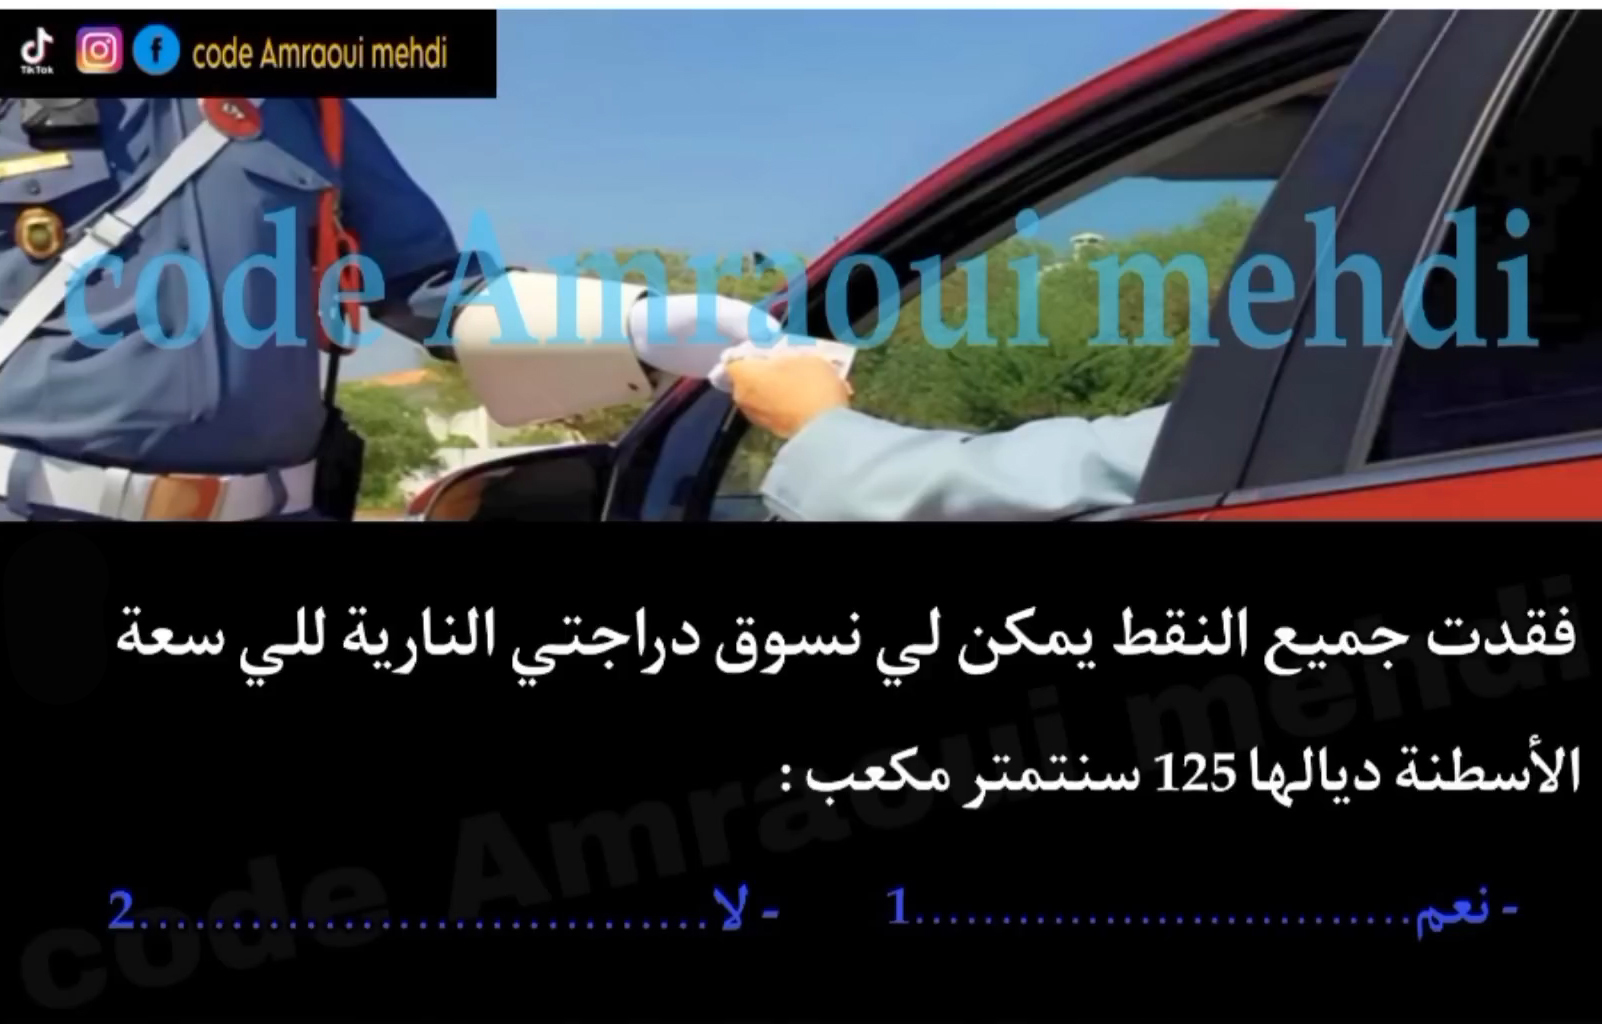 TikTok
code Amraoui mehdi
code Amraoui mehdi
فقدت جميع النقط يمكن لي نسوق دراجتي النارية للي سعة
الأسطنة ديالها 125 سنتمتر مكعب :
- نعم............................1 - لا................................2
code Amraoui mehdi